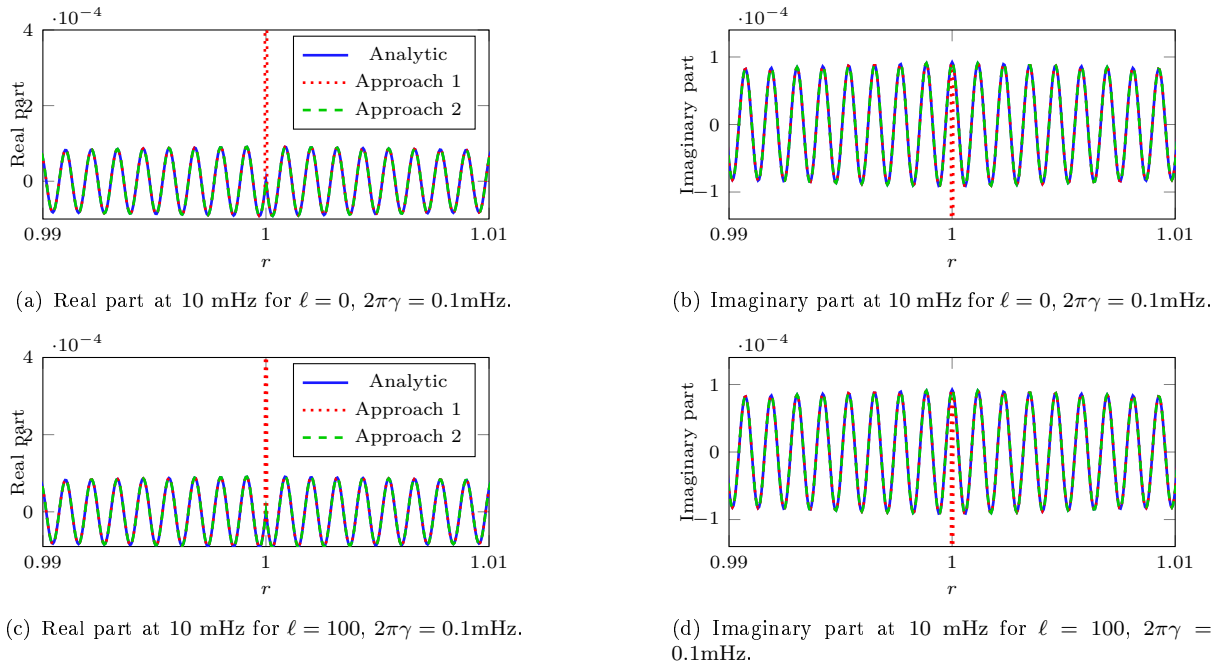 ·10⁻⁴
4
2
0
Real part
Analytic
Approach 1
Approach 2
0.99
1
1.01
r
(a) Real part at 10 mHz for ℓ = 0, 2πγ = 0.1mHz.
·10⁻⁴
1
0
−1
Imaginary part
0.99
1
1.01
r
(b) Imaginary part at 10 mHz for ℓ = 0, 2πγ = 0.1mHz.
·10⁻⁴
4
2
0
Real part
Analytic
Approach 1
Approach 2
0.99
1
1.01
r
(c) Real part at 10 mHz for ℓ = 100, 2πγ = 0.1mHz.
·10⁻⁴
1
0
−1
Imaginary part
0.99
1
1.01
r
(d) Imaginary part at 10 mHz for ℓ = 100, 2πγ =
0.1mHz.